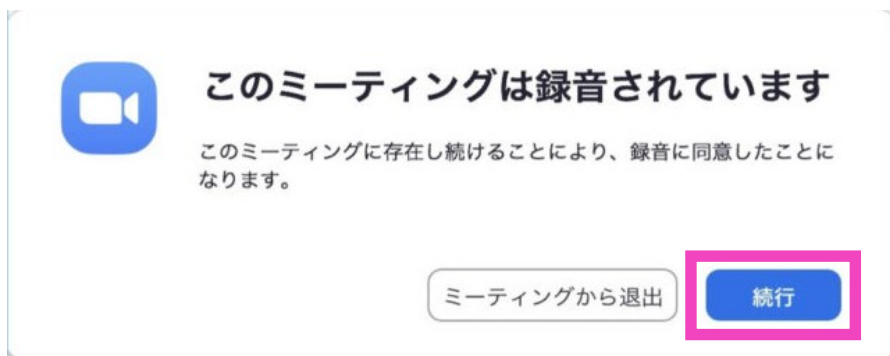 このミーティングは録音されています
このミーティングに存在し続けることにより、録音に同意したことに
なります。
ミーティングから退出
続行